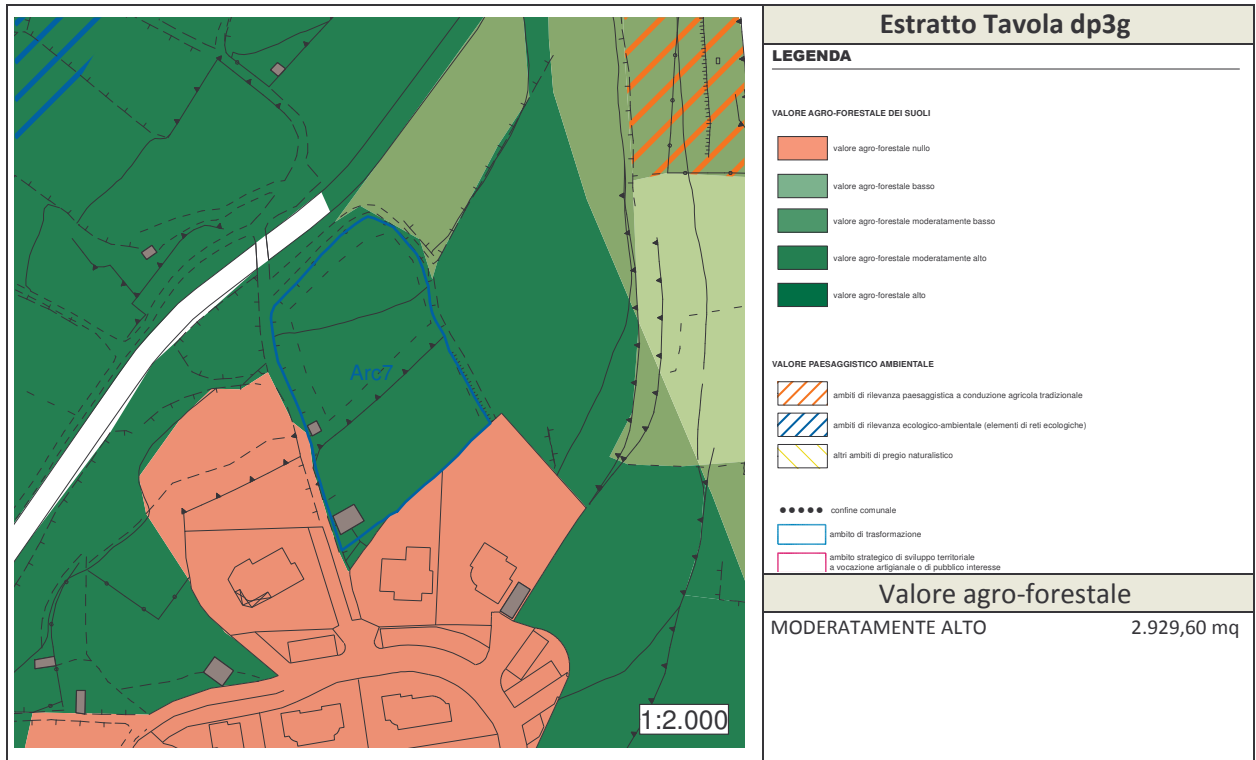 Arc7
1:2.000
Estratto Tavola dp3g
LEGENDA
VALORE AGRO-FORESTALE DEI SUOLI
valore agro-forestale nullo
valore agro-forestale basso
valore agro-forestale moderatamente basso
valore agro-forestale moderatamente alto
valore agro-forestale alto
VALORE PAESAGGISTICO AMBIENTALE
ambiti di rilevanza paesaggistica a conduzione agricola tradizionale
ambiti di rilevanza ecologico-ambientale (elementi di reti ecologiche)
altri ambiti di pregio naturalistico
confine comunale
ambito di trasformazione
ambito strategico di sviluppo territoriale
a vocazione artigianale o di pubblico interesse
Valore agro-forestale
MODERATAMENTE ALTO 2.929,60 mq